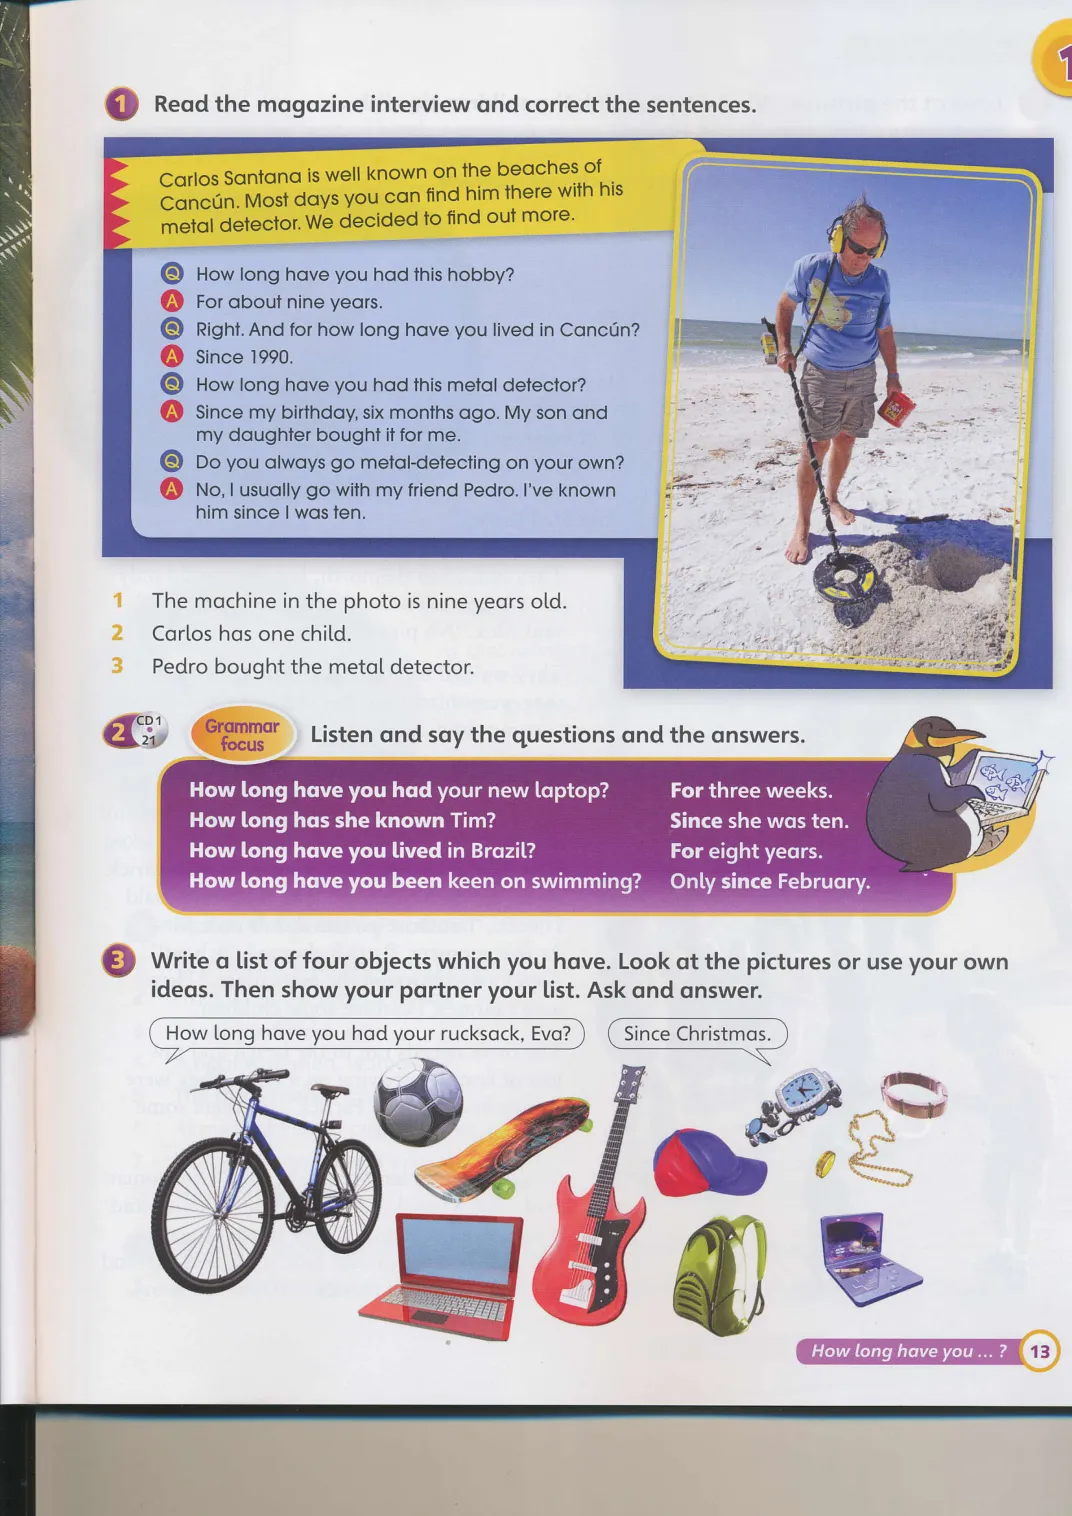 1
1 Read the magazine interview and correct the sentences.
Carlos Santana is well known on the beaches of
Cancún. Most days you can find him there with his
metal detector. We decided to find out more.
Q How long have you had this hobby?
A For about nine years.
Q Right. And for how long have you lived in Cancún?
A Since 1990.
Q How long have you had this metal detector?
A Since my birthday, six months ago. My son and
my daughter bought it for me.
Q Do you always go metal-detecting on your own?
A No, I usually go with my friend Pedro. I've known
him since I was ten.
1 The machine in the photo is nine years old.
2 Carlos has one child.
3 Pedro bought the metal detector.
2 CD1 21 Grammar focus Listen and say the questions and the answers.
How long have you had your new laptop? For three weeks.
How long has she known Tim? Since she was ten.
How long have you lived in Brazil? For eight years.
How long have you been keen on swimming? Only since February.
3 Write a list of four objects which you have. Look at the pictures or use your own
ideas. Then show your partner your list. Ask and answer.
How long have you had your rucksack, Eva? Since Christmas.
How long have you ... ? 13